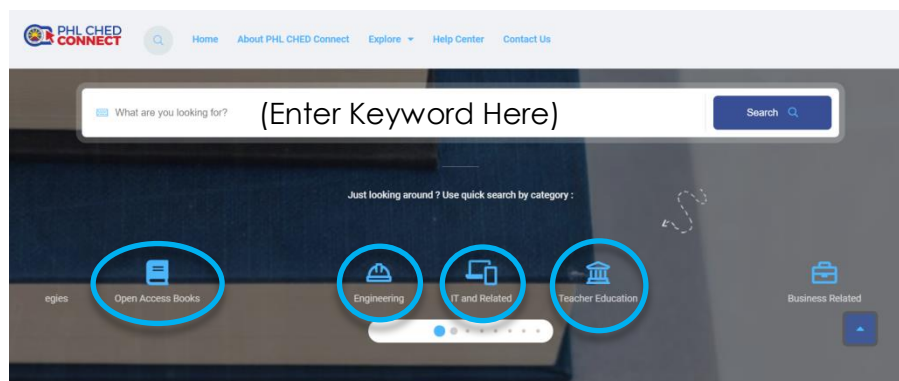 PHL CHED
CONNECT
Home About PHL CHED Connect Explore Help Center Contact Us
What are you looking for? (Enter Keyword Here) Search
Just looking around ? Use quick search by category :
egies Open Access Books Engineering IT and Related Teacher Education Business Related